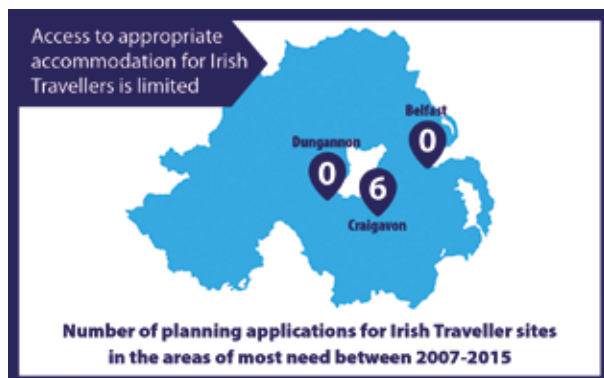 Access to appropriate
accommodation for Irish
Travellers is limited
Belfast
0
Dungannon
0
6
Craigavon
Number of planning applications for Irish Traveller sites
in the areas of most need between 2007-2015